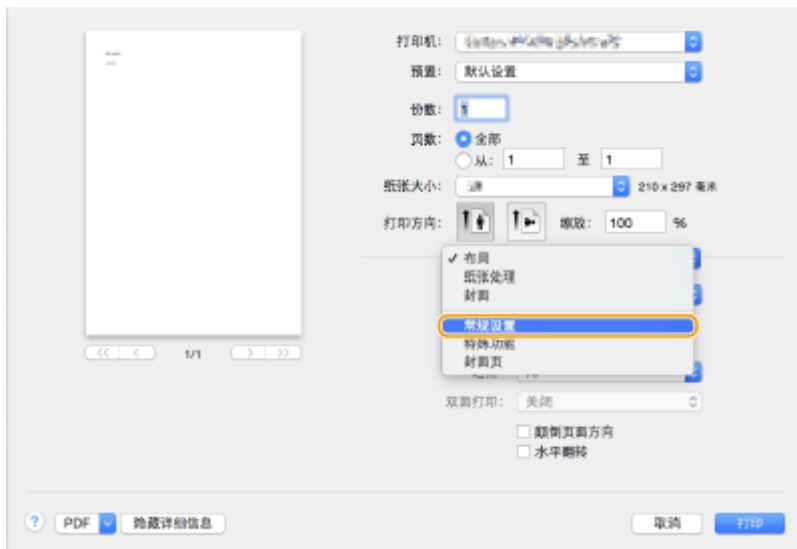 打印机:
预置: 默认设置
份数: 1
页数: 全部
从: 1 至 1
纸张大小: 210 x 297 毫米
打印方向: 缩放: 100 %
✓ 布局
纸张处理
封面
常规设置
特殊功能
封面页
双面打印: 关闭
颠倒页面方向
水平翻转
<< < 1/1 > >>
? PDF 隐藏详细信息 取消 打印